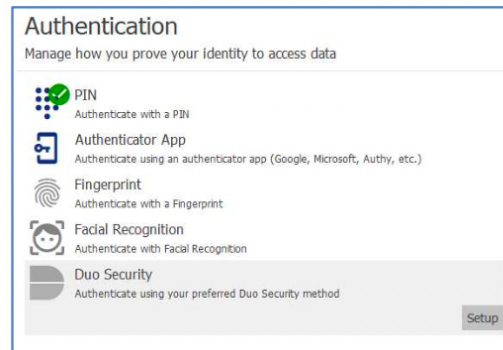 Authentication
Manage how you prove your identity to access data
PIN
Authenticate with a PIN
Authenticator App
Authenticate using an authenticator app (Google, Microsoft, Authy, etc.)
Fingerprint
Authenticate with a Fingerprint
Facial Recognition
Authenticate with Facial Recognition
Duo Security
Authenticate using your preferred Duo Security method
Setup